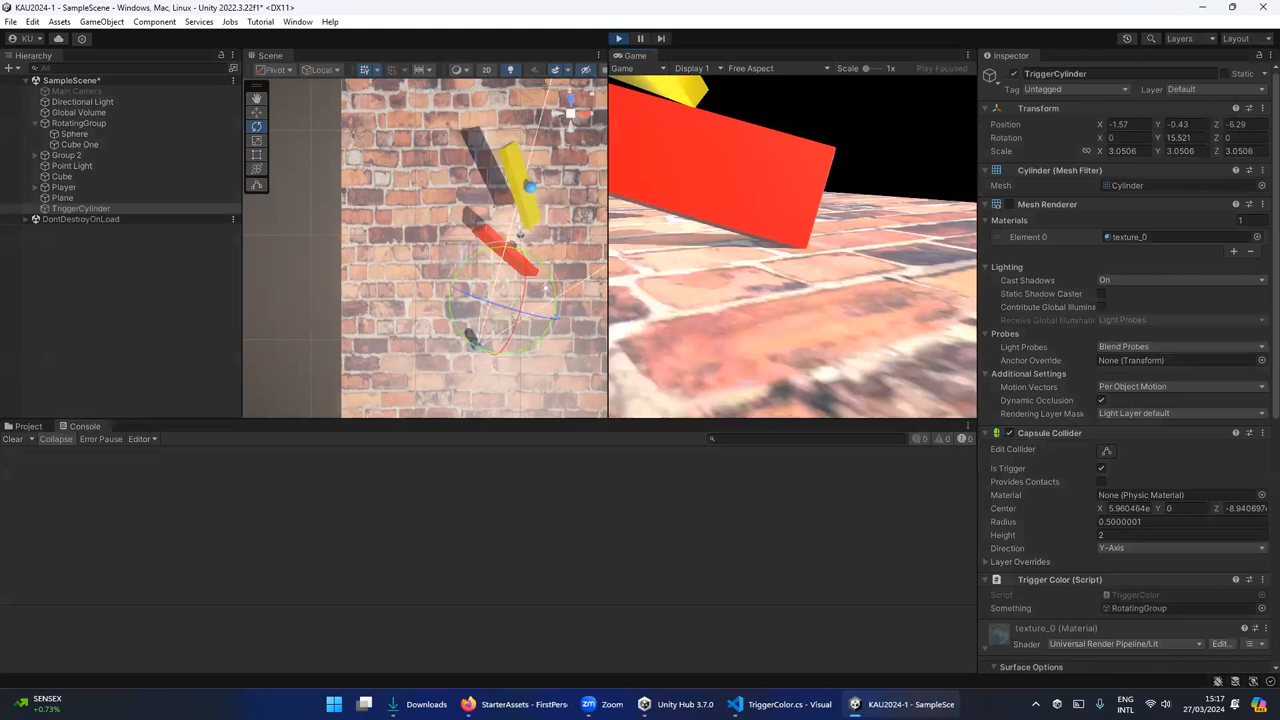 KAU2024-1 - SampleScene - Windows, Mac, Linux - Unity 2022.3.22f1* <DX11>
File Edit Assets GameObject Component Services Jobs Tutorial Window Help
KU Layers Layout
Hierarchy Scene Game Inspector
All Pivot Local 2D Game Display 1 Free Aspect Scale 1x Play Focused TriggerCylinder Static
SampleScene*
Tag Untagged Layer Default
Main Camera
Directional Light Transform
Global Volume
RotatingGroup Position X -1.57 Y -0.43 Z -6.29
Sphere Rotation X 0 Y 15.521 Z 0
Cube One Scale X 3.0506 Y 3.0506 Z 3.0506
Group 2
Point Light Cylinder (Mesh Filter)
Cube
Player Mesh Cylinder
Plane
TriggerCylinder Mesh Renderer
DontDestroyOnLoad Materials 1
Element 0 texture_0
Lighting
Cast Shadows On
Static Shadow Caster
Contribute Global Illumina
Receive Global Illuminatic Light Probes
Probes
Light Probes Blend Probes
Anchor Override None (Transform)
Additional Settings
Motion Vectors Per Object Motion
Dynamic Occlusion
Rendering Layer Mask Light Layer default
Project Console Capsule Collider
Clear Collapse Error Pause Editor 0 0 0
Edit Collider
Is Trigger
Provides Contacts
Material None (Physic Material)
Center X 5.960464e Y 0 Z -8.940697
Radius 0.5000001
Height 2
Direction Y-Axis
Layer Overrides
Trigger Color (Script)
Script TriggerColor
Something RotatingGroup
texture_0 (Material)
Shader Universal Render Pipeline/Lit Edit...
Surface Options
SENSEX
+0.73%
Downloads StarterAssets - FirstPers Zoom Unity Hub 3.7.0 TriggerColor.cs - Visual KAU2024-1 - SampleSce
ENG
INTL
15:17
27/03/2024